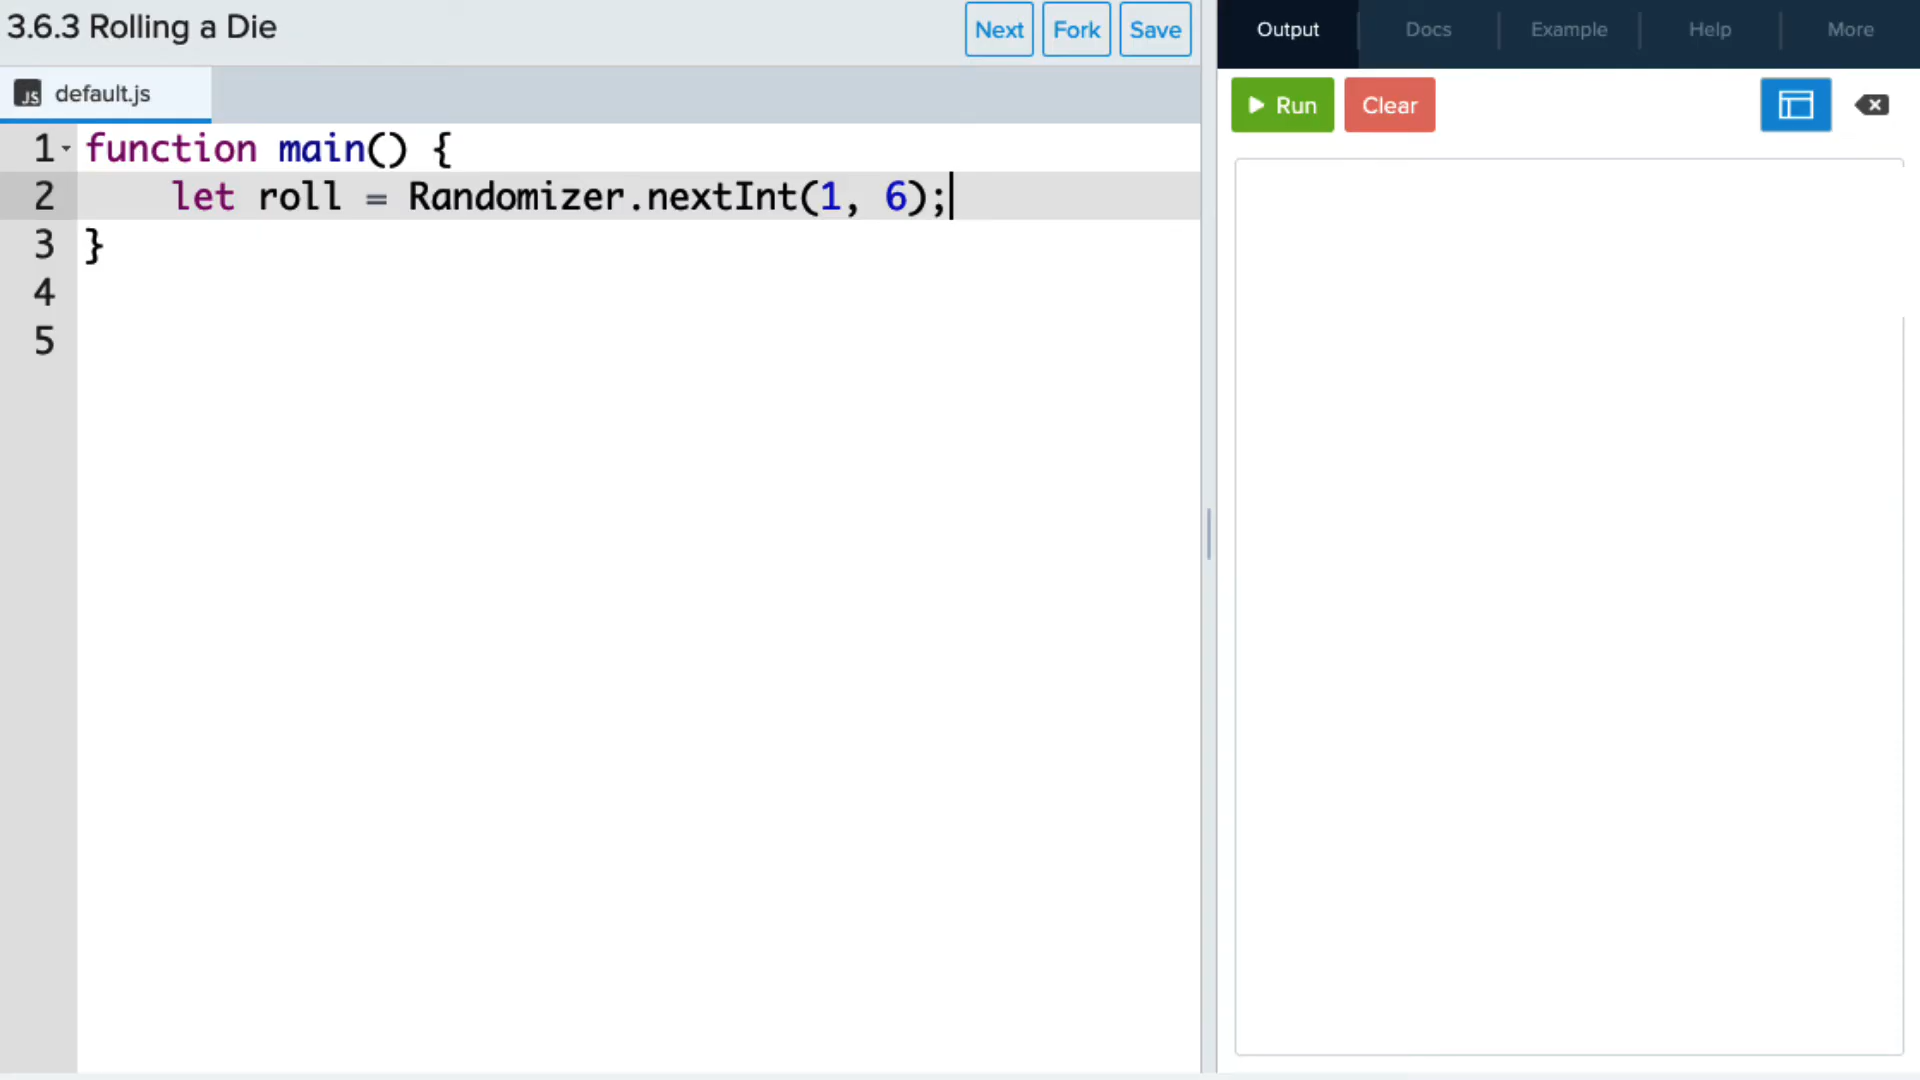 3.6.3 Rolling a Die
Next
Fork
Save
Output
Docs
Example
Help
More
JS default.js
Run
Clear
1 function main() {
2     let roll = Randomizer.nextInt(1, 6);
3 }
4
5